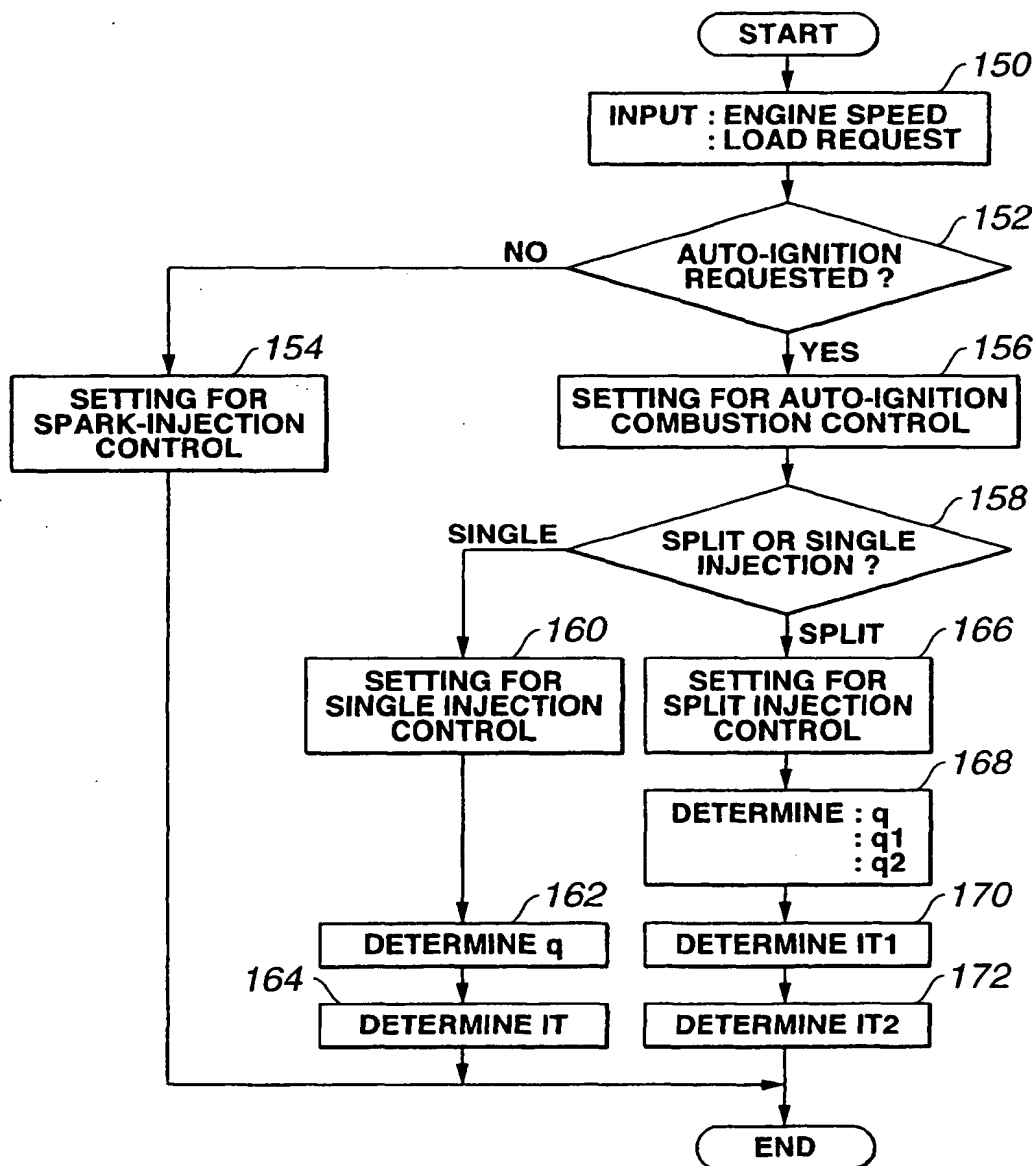 START
150
INPUT : ENGINE SPEED
: LOAD REQUEST
152
AUTO-IGNITION
REQUESTED ?
NO
YES
154
SETTING FOR
SPARK-INJECTION
CONTROL
156
SETTING FOR AUTO-IGNITION
COMBUSTION CONTROL
158
SPLIT OR SINGLE
INJECTION ?
SINGLE
SPLIT
160
SETTING FOR
SINGLE INJECTION
CONTROL
166
SETTING FOR
SPLIT INJECTION
CONTROL
168
DETERMINE : q
: q1
: q2
162
DETERMINE q
170
DETERMINE IT1
164
DETERMINE IT
172
DETERMINE IT2
END